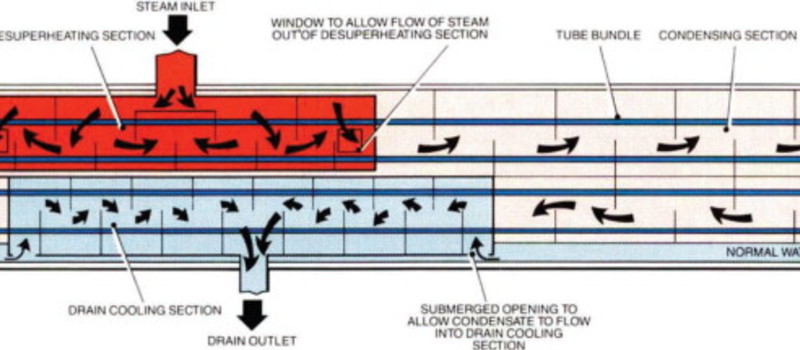 STEAM INLET
DESUPERHEATING SECTION
WINDOW TO ALLOW FLOW OF STEAM
OUT OF DESUPERHEATING SECTION
TUBE BUNDLE
CONDENSING SECTION
NORMAL WA
DRAIN COOLING SECTION
DRAIN OUTLET
SUBMERGED OPENING TO
ALLOW CONDENSATE TO FLOW
INTO DRAIN COOLING
SECTION